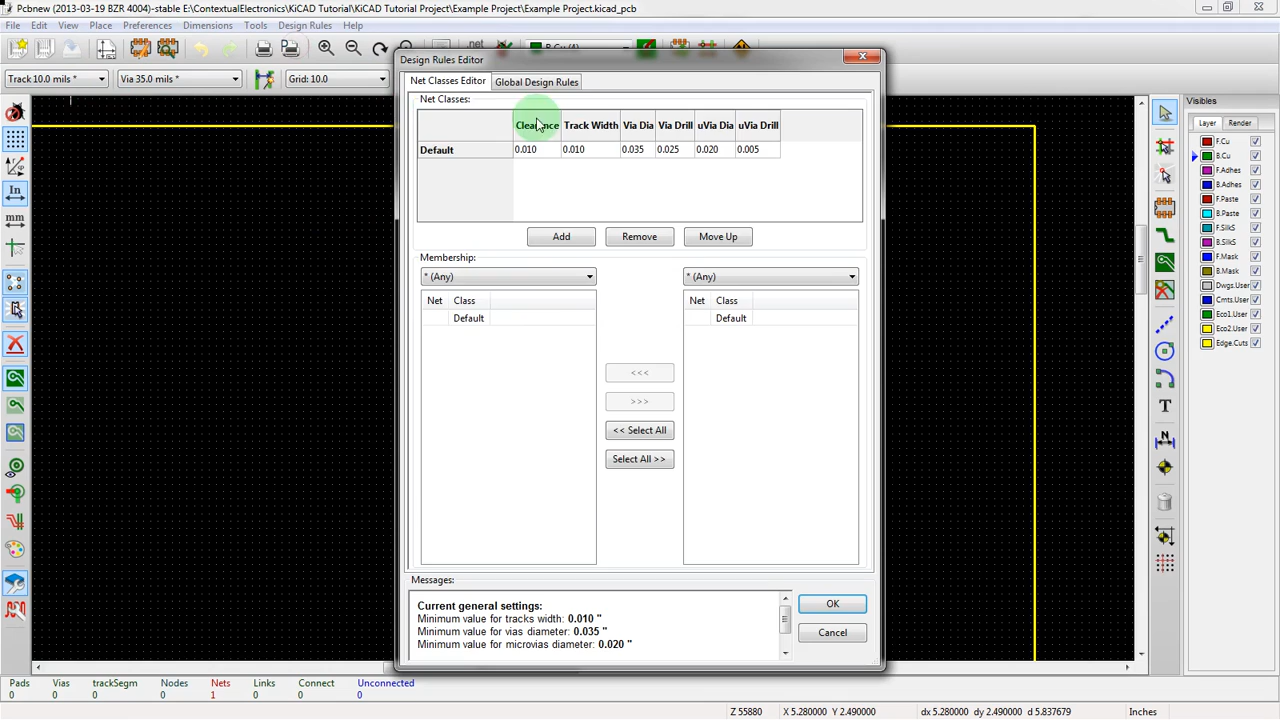 Pcbnew (2013-03-19 BZR 4004)-stable E:\ContextualElectronics\KiCAD Tutorial\KiCAD Tutorial Project\Example Project\Example Project.kicad_pcb
File Edit View Place Preferences Dimensions Tools Design Rules Help
Track 10.0 mils * Via 35.0 mils * Grid: 10.0
Design Rules Editor
Net Classes Editor Global Design Rules
Net Classes:
Clearance Track Width Via Dia Via Drill uVia Dia uVia Drill
Default 0.010 0.010 0.035 0.025 0.020 0.005
Add Remove Move Up
Membership:
* (Any) * (Any)
Net Class Net Class
Default Default
<<<
>>>
<< Select All
Select All >>
Messages:
Current general settings:
Minimum value for tracks width: 0.010 "
Minimum value for vias diameter: 0.035 "
Minimum value for microvias diameter: 0.020 "
OK
Cancel
In
mm
Visibles
Layer Render
F.Cu
B.Cu
F.Adhes
B.Adhes
F.Paste
B.Paste
F.SilkS
B.SilkS
F.Mask
B.Mask
Dwgs.User
Cmts.User
Eco1.User
Eco2.User
Edge.Cuts
T
N
Pads Vias trackSegm Nodes Nets Links Connect Unconnected
0 0 0 0 1 0 0 0
Z 55880 X 5.280000 Y 2.490000 dx 5.280000 dy 2.490000 d 5.837679 Inches